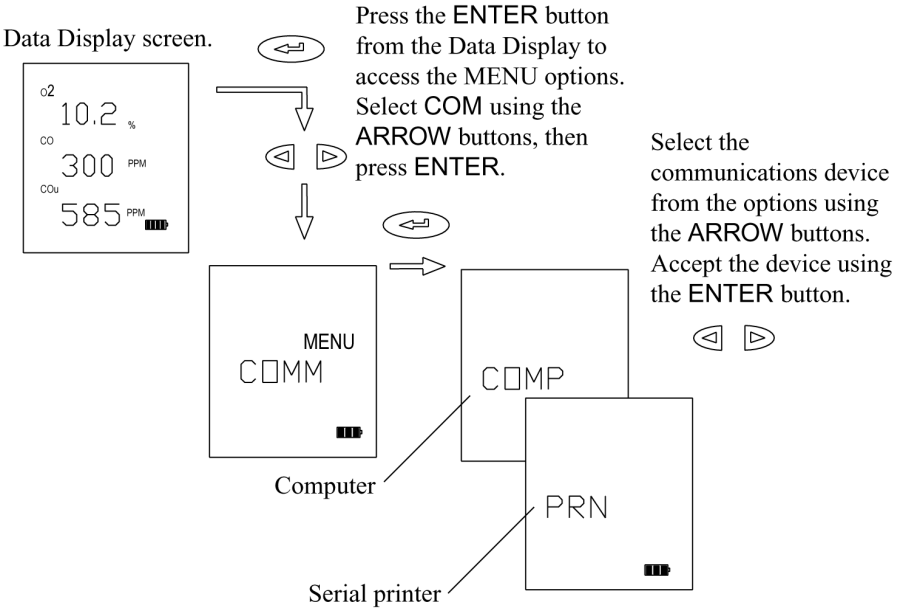 Data Display screen.
O2
10.2 %
CO
300 PPM
COu
585 PPM
Press the ENTER button
from the Data Display to
access the MENU options.
Select COM using the
ARROW buttons, then
press ENTER.
Select the
communications device
from the options using
the ARROW buttons.
Accept the device using
the ENTER button.
MENU
COMM
COMP
Computer
PRN
Serial printer